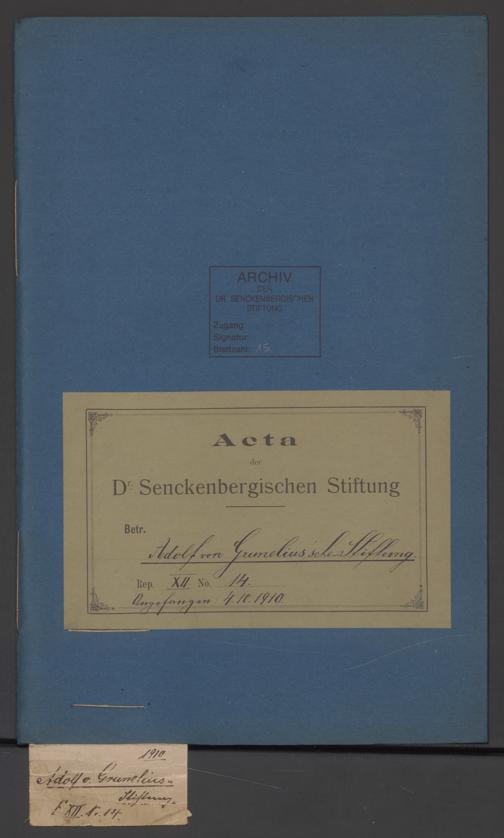 ARCHIV
DER
DR. SENCKENBERGISCHEN
STIFTUNG
Zugang:
Signatur:
Blattzahl: 15
Acta
der
Dr. Senckenbergischen Stiftung
Betr.
Adolf von Grunelius'sche Stiftung.
Rep. XII No. 14.
Angefangen: 4.10.1910
1910.
Adolf v. Grunelius-
Stiftung.
F XII. N. 14.